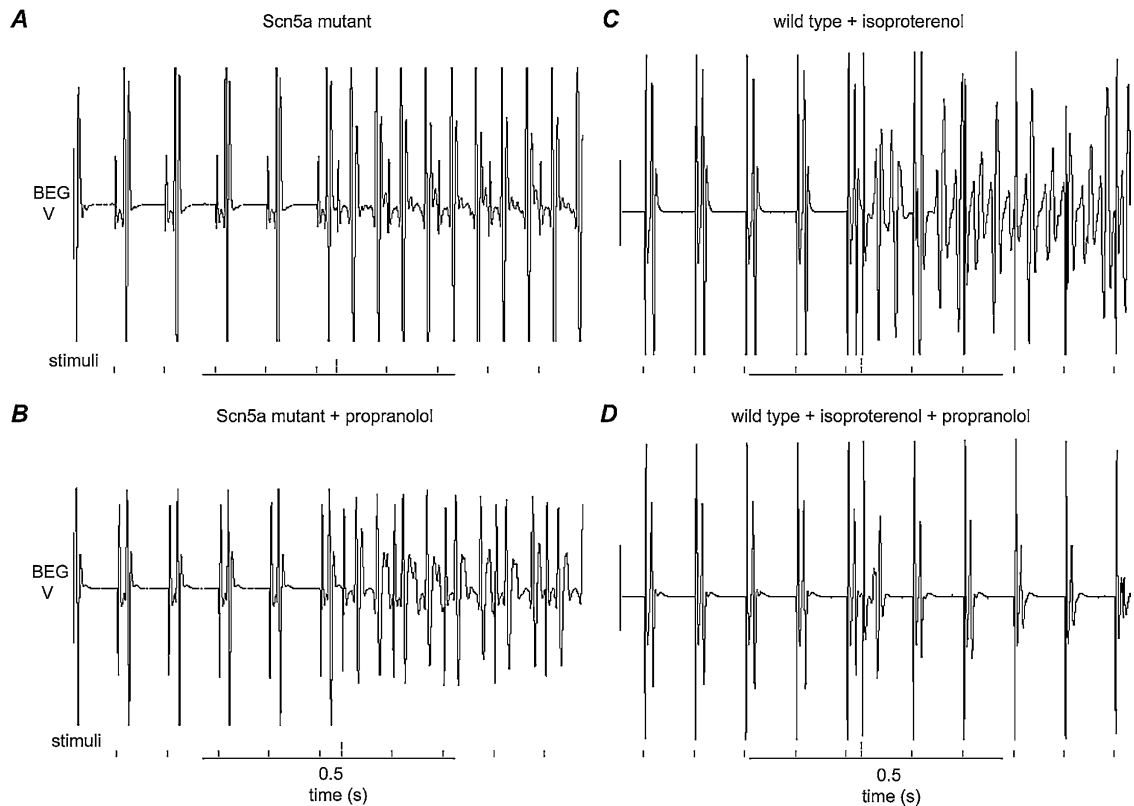 A
Scn5a mutant
BEG
V
stimuli
B
Scn5a mutant + propranolol
BEG
V
stimuli
0.5
time (s)
C
wild type + isoproterenol
D
wild type + isoproterenol + propranolol
0.5
time (s)